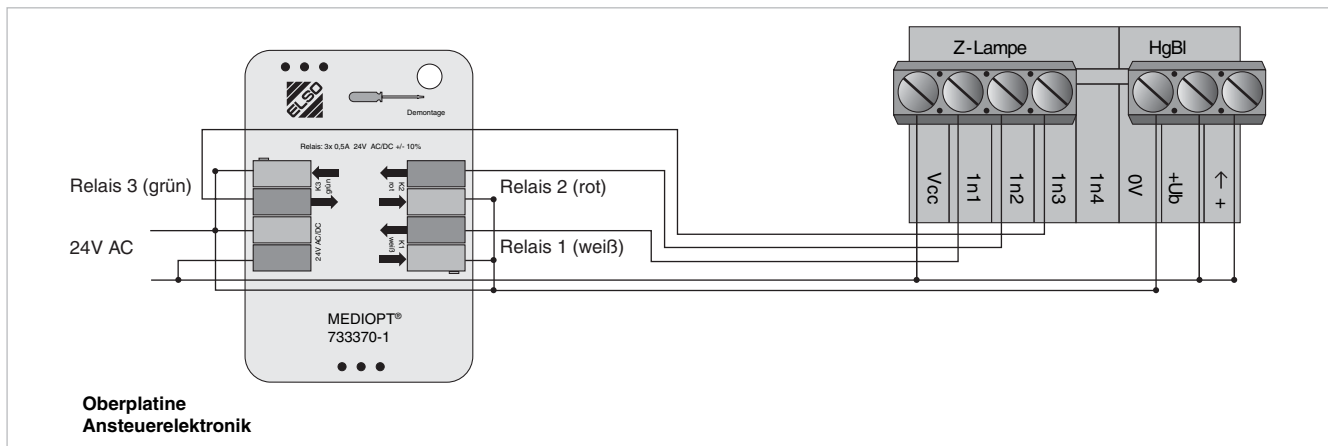 Z-Lampe
HgBl
ELSO
Demontage
Relais: 3x 0,5A 24V AC/DC +/- 10%
Relais 3 (grün)
K3
grün
K2
rot
Relais 2 (rot)
24V AC
24V AC/DC
K1
weiß
Relais 1 (weiß)
Vcc
1n1
1n2
1n3
1n4
0V
+Ub
← +
MEDIOPT®
733370-1
Oberplatine
Ansteuerelektronik